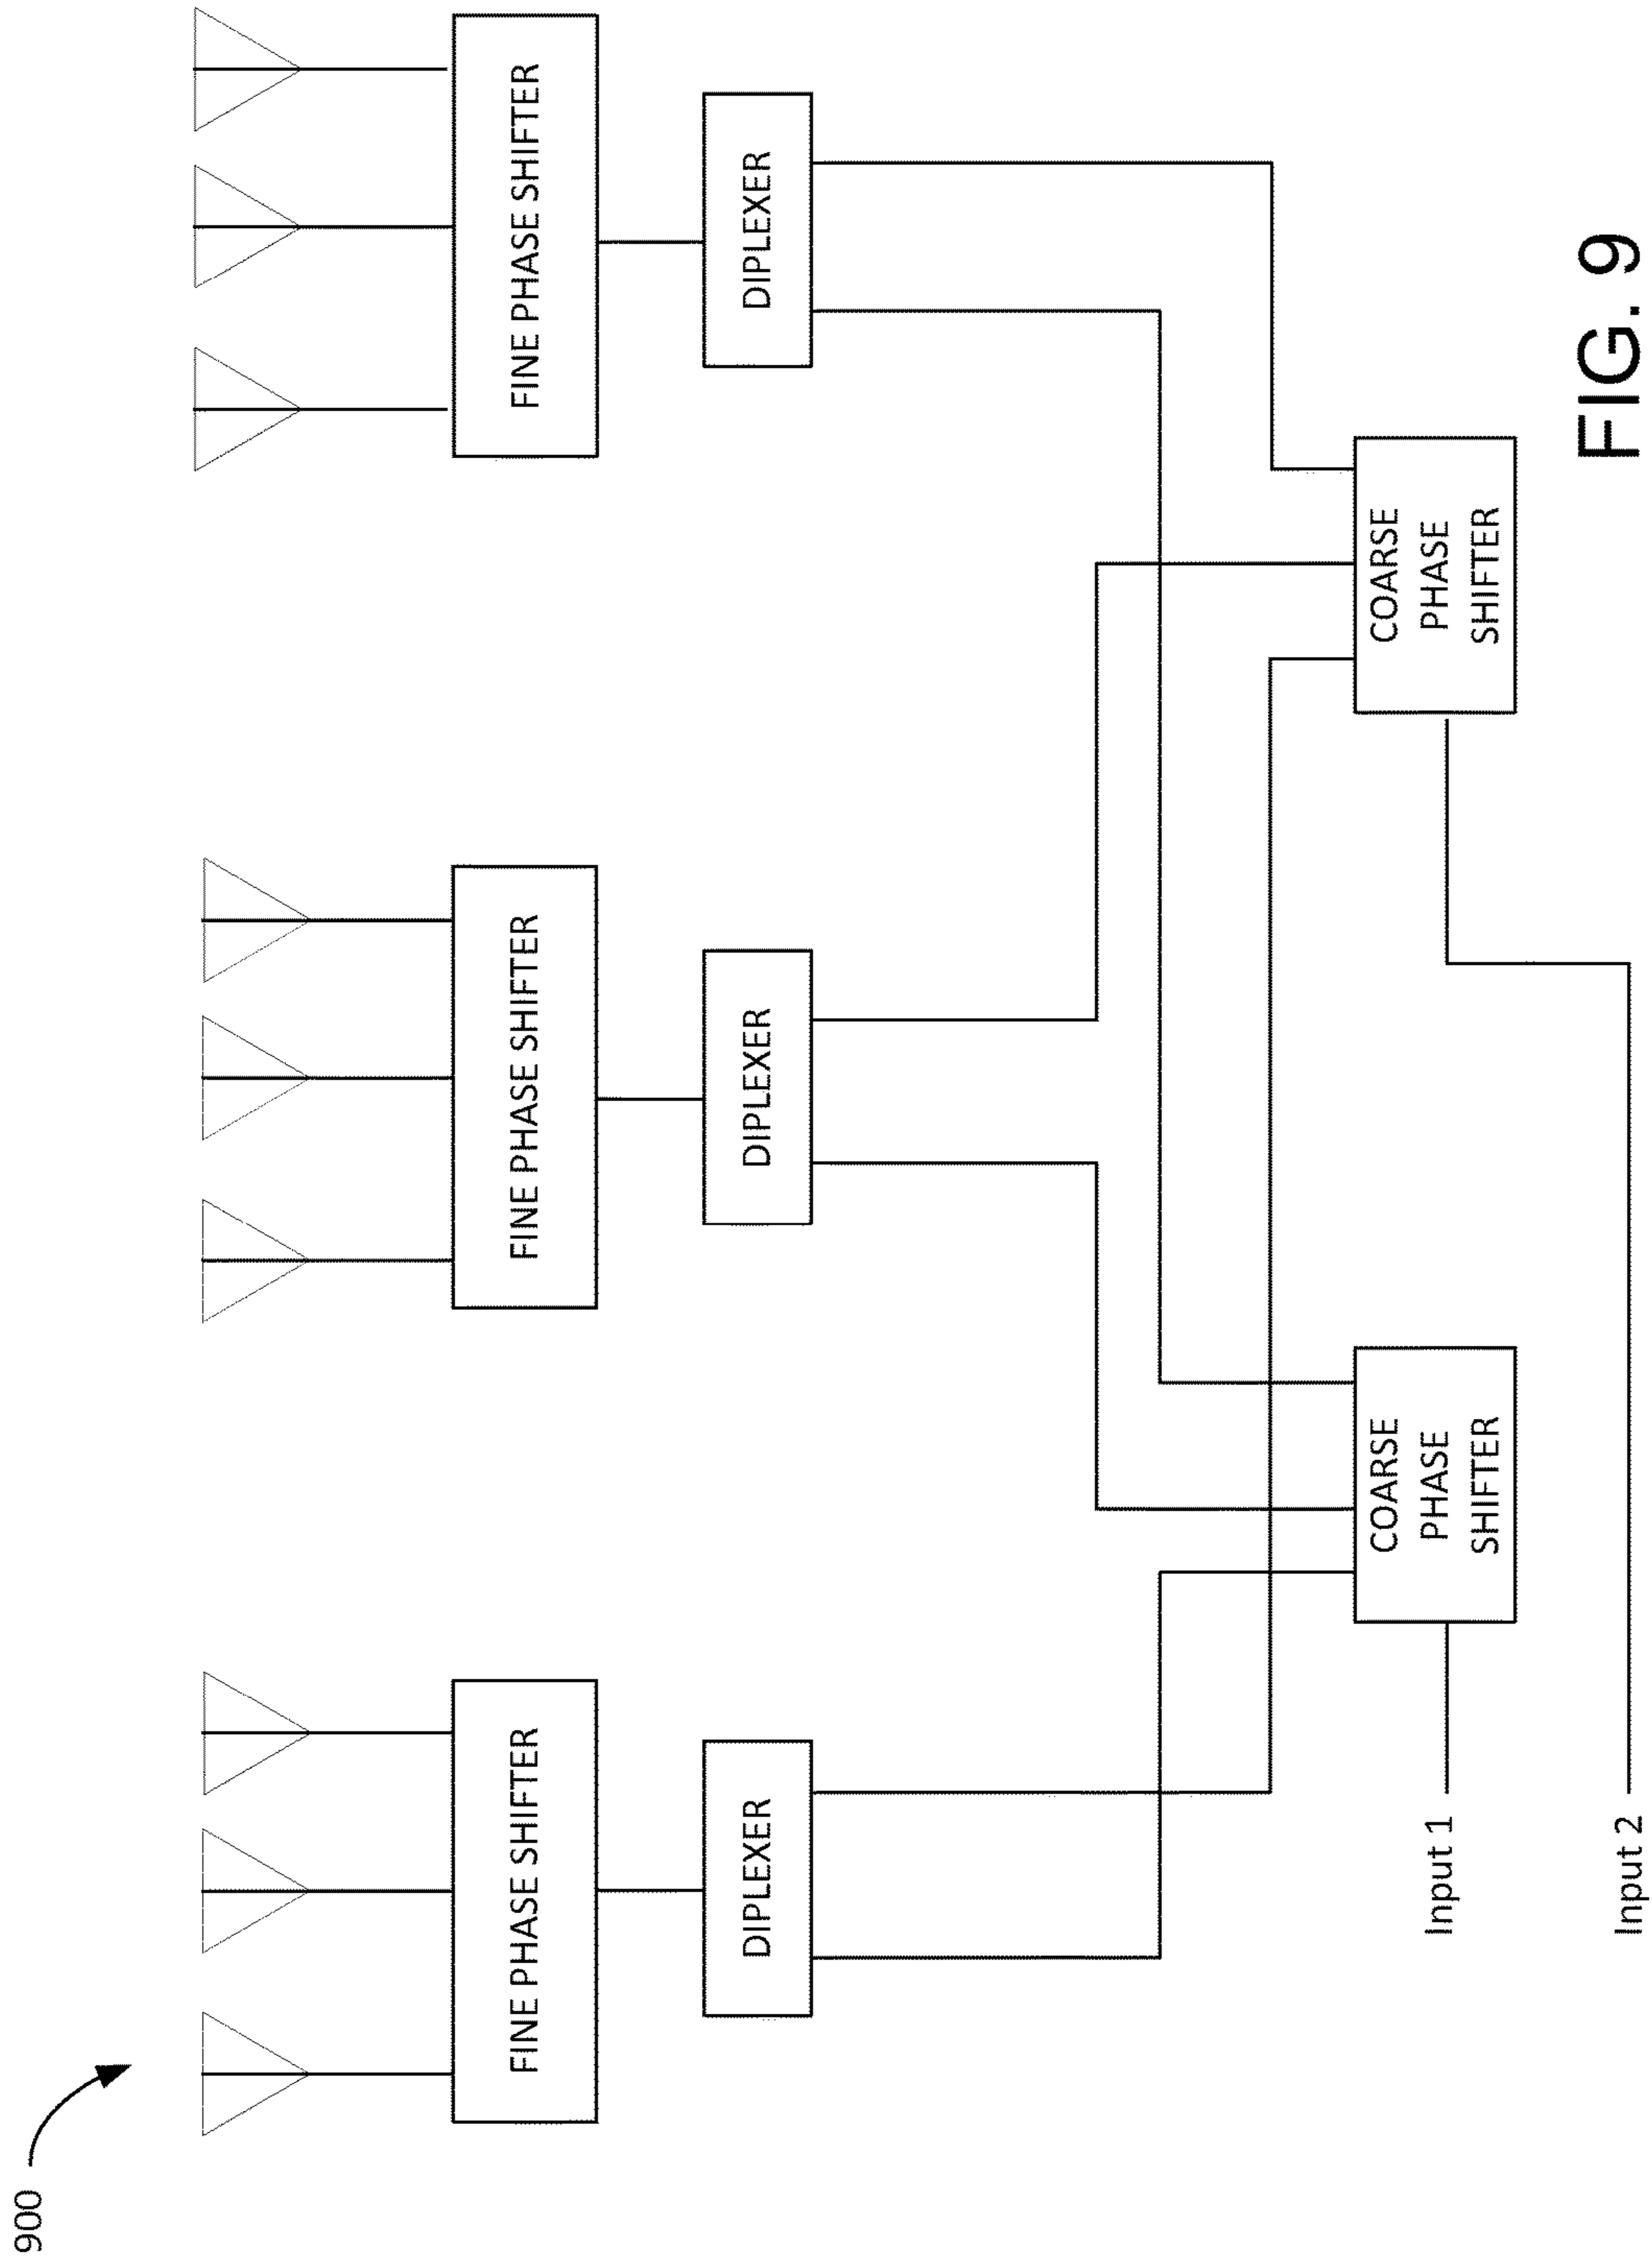 900
FINE PHASE SHIFTER
FINE PHASE SHIFTER
FINE PHASE SHIFTER
DIPLEXER
DIPLEXER
DIPLEXER
COARSE
PHASE
SHIFTER
COARSE
PHASE
SHIFTER
Input 1
Input 2
FIG. 9